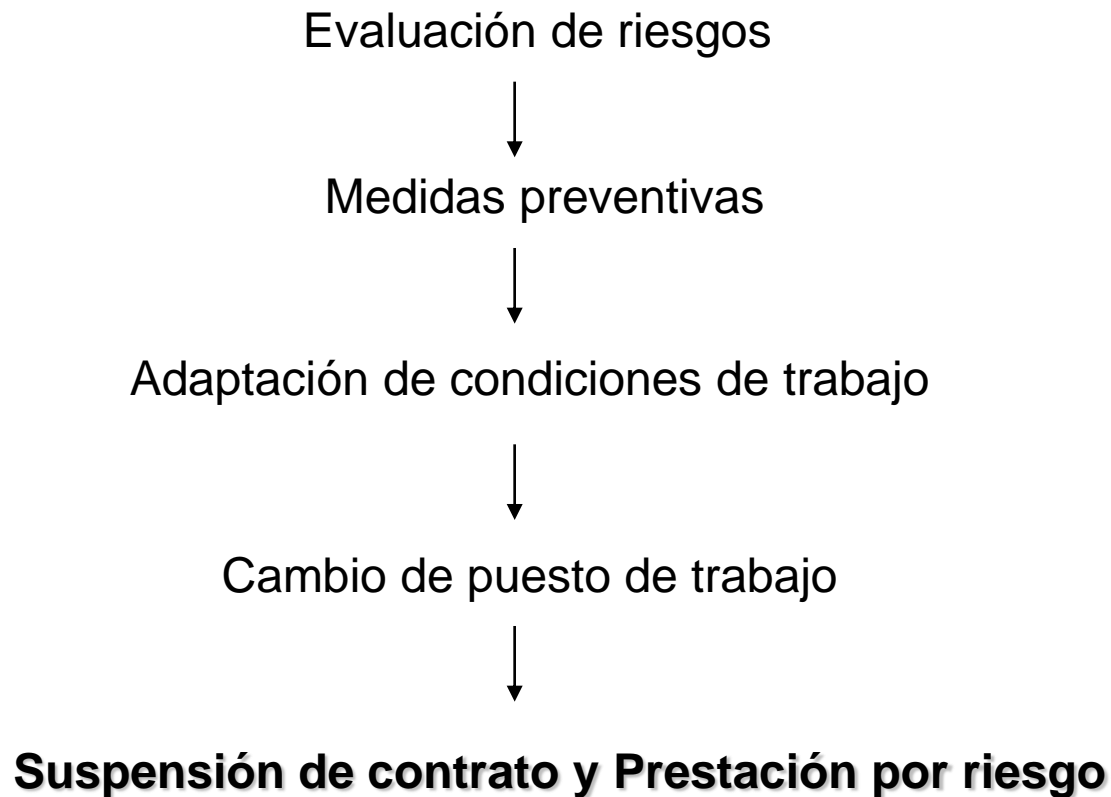 Evaluación de riesgos
Medidas preventivas
Adaptación de condiciones de trabajo
Cambio de puesto de trabajo
Suspensión de contrato y Prestación por riesgo